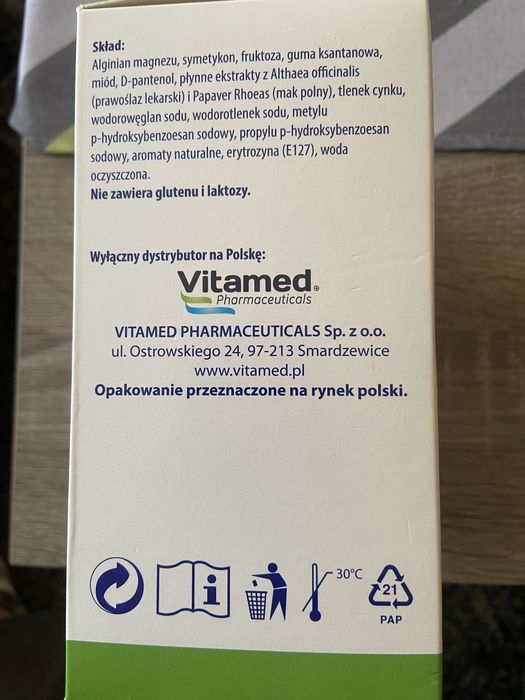 Skład:
Alginian magnezu, symetykon, fruktoza, guma ksantanowa,
miód, D-pantenol, płynne ekstrakty z Althaea officinalis
(prawoślaz lekarski) i Papaver Rhoeas (mak polny), tlenek cynku,
wodorowęglan sodu, wodorotlenek sodu, metylu
p-hydroksybenzoesan sodowy, propylu p-hydroksybenzoesan
sodowy, aromaty naturalne, erytrozyna (E127), woda
oczyszczona.
Nie zawiera glutenu i laktozy.
Wyłączny dystrybutor na Polskę:
Vitamed®
Pharmaceuticals
VITAMED PHARMACEUTICALS Sp. z o.o.
ul. Ostrowskiego 24, 97-213 Smardzewice
www.vitamed.pl
Opakowanie przeznaczone na rynek polski.
i
30°C
21
PAP